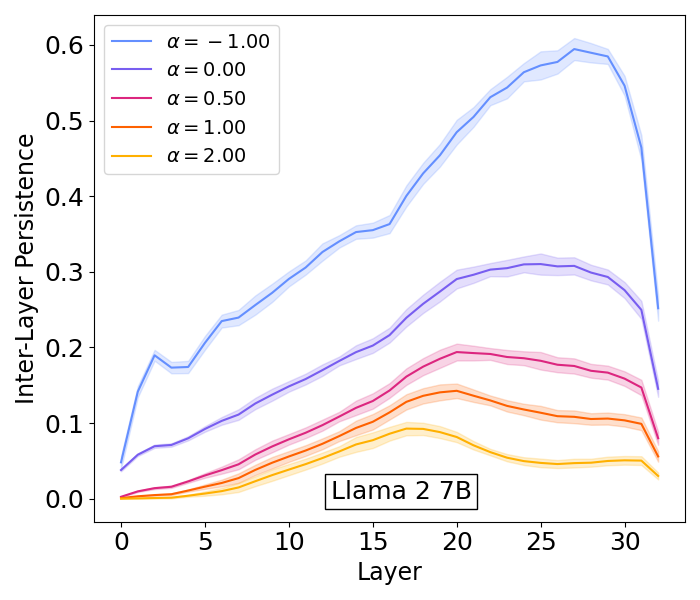 α = −1.00
α = 0.00
α = 0.50
α = 1.00
α = 2.00
Inter-Layer Persistence
0.6
0.5
0.4
0.3
0.2
0.1
0.0
Llama 2 7B
0 5 10 15 20 25 30
Layer